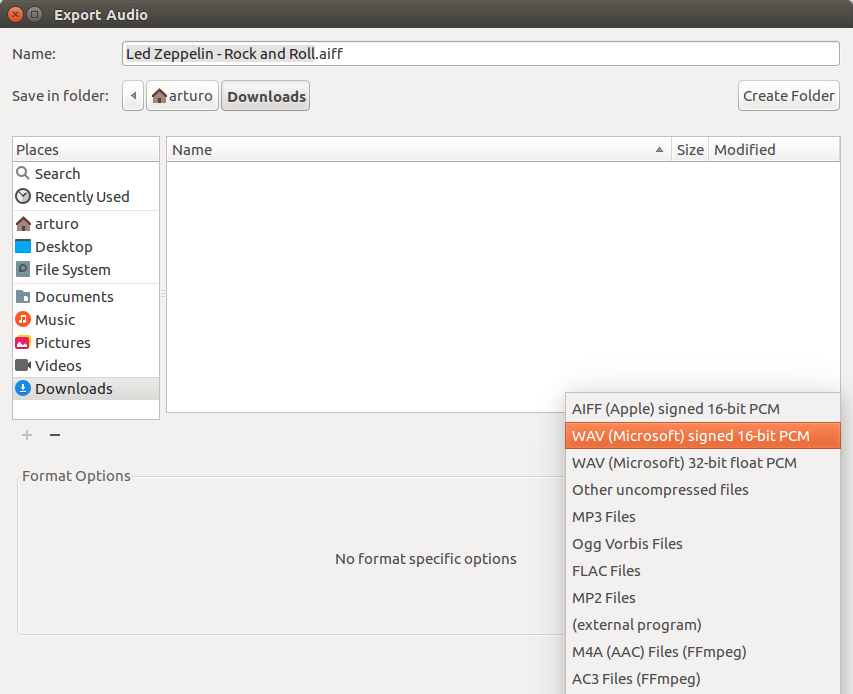 Export Audio
Name:
Led Zeppelin - Rock and Roll.aiff
Save in folder:
arturo
Downloads
Create Folder
Places
Search
Recently Used
arturo
Desktop
File System
Documents
Music
Pictures
Videos
Downloads
Name
Size
Modified
Format Options
No format specific options
AIFF (Apple) signed 16-bit PCM
WAV (Microsoft) signed 16-bit PCM
WAV (Microsoft) 32-bit float PCM
Other uncompressed files
MP3 Files
Ogg Vorbis Files
FLAC Files
MP2 Files
(external program)
M4A (AAC) Files (FFmpeg)
AC3 Files (FFmpeg)